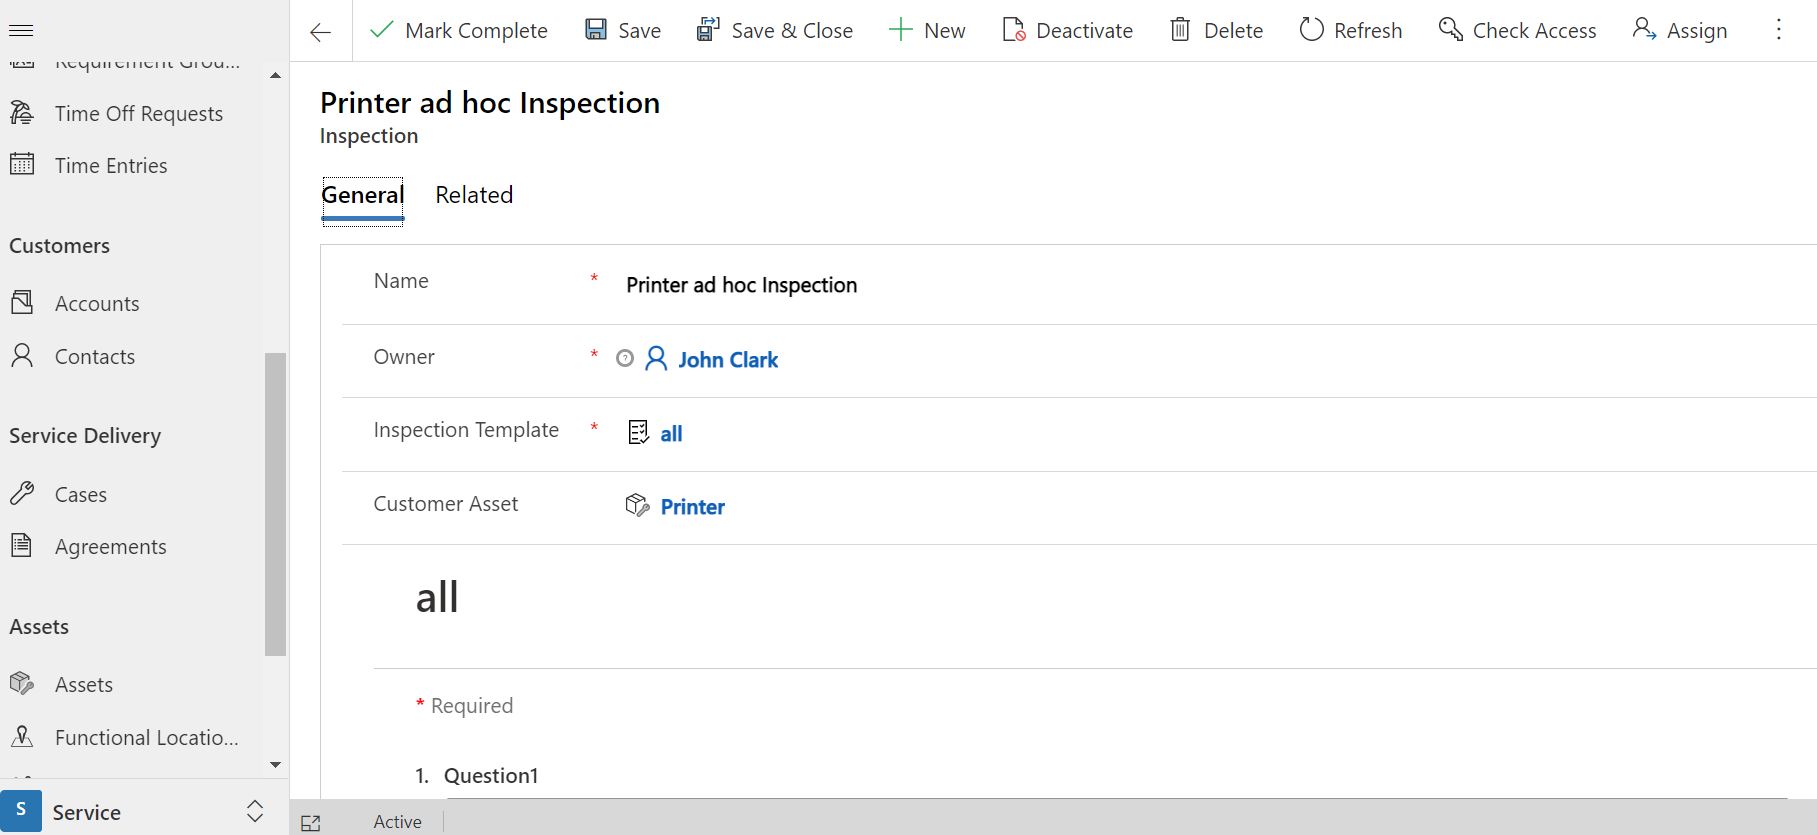 Mark Complete
Save
Save & Close
New
Deactivate
Delete
Refresh
Check Access
Assign
Requirement Grou...
Time Off Requests
Time Entries
Customers
Accounts
Contacts
Service Delivery
Cases
Agreements
Assets
Assets
Functional Locatio...
S Service
Printer ad hoc Inspection
Inspection
General Related
Name * Printer ad hoc Inspection
Owner * John Clark
Inspection Template * all
Customer Asset Printer
all
* Required
1. Question1
Active